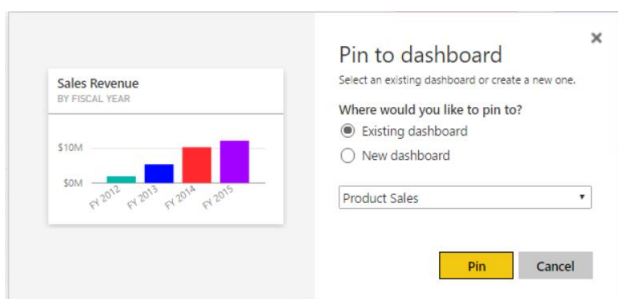 Sales Revenue
BY FISCAL YEAR
$10M
$0M
FY 2012
FY 2013
FY 2014
FY 2015
Pin to dashboard
Select an existing dashboard or create a new one.
Where would you like to pin to?
Existing dashboard
New dashboard
Product Sales
Pin
Cancel